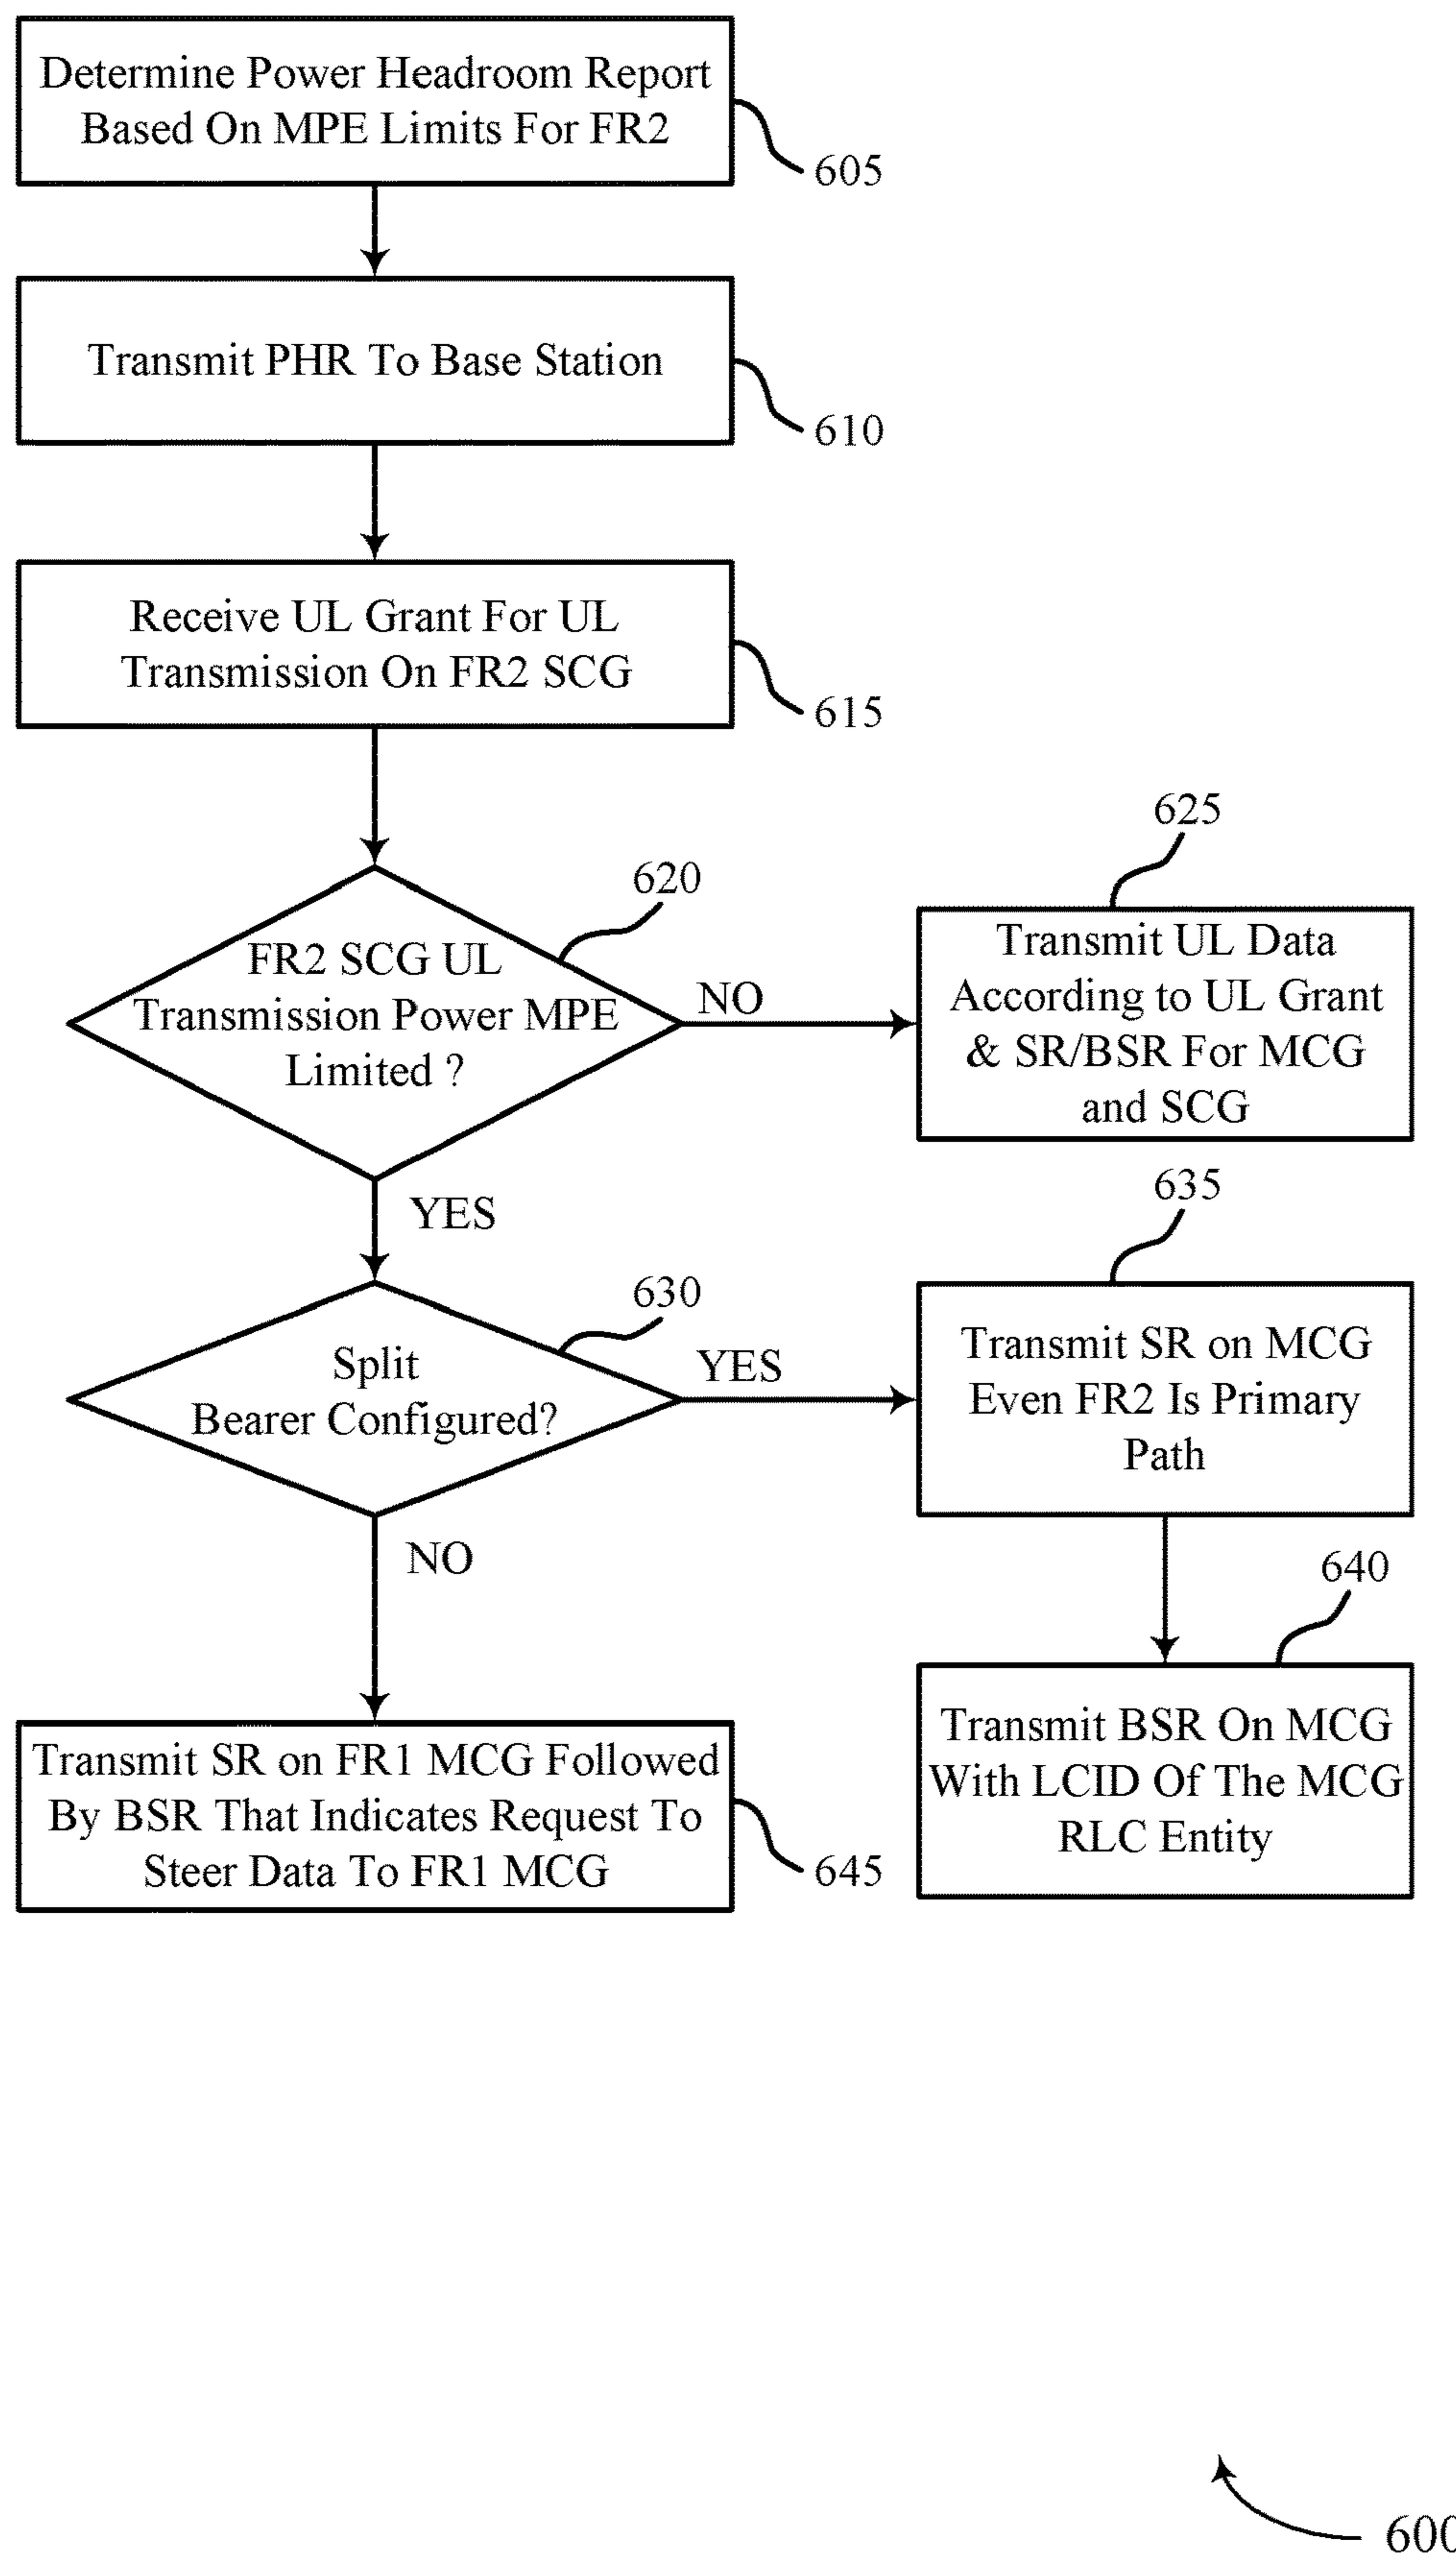 Determine Power Headroom Report
Based On MPE Limits For FR2
605
Transmit PHR To Base Station
610
Receive UL Grant For UL
Transmission On FR2 SCG
615
620
FR2 SCG UL
Transmission Power MPE
Limited ?
NO
625
Transmit UL Data
According to UL Grant
& SR/BSR For MCG
and SCG
YES
630
Split
Bearer Configured?
YES
635
Transmit SR on MCG
Even FR2 Is Primary
Path
NO
640
Transmit BSR On MCG
With LCID Of The MCG
RLC Entity
Transmit SR on FR1 MCG Followed
By BSR That Indicates Request To
Steer Data To FR1 MCG
645
600